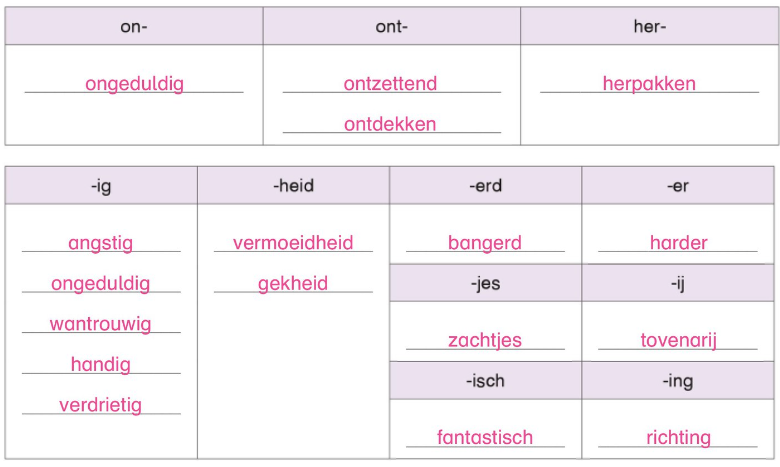 on- ont- her-
ongeduldig ontzettend herpakken
ontdekken
-ig -heid -erd -er
angstig vermoeidheid bangerd harder
ongeduldig gekheid -jes -ij
wantrouwig zachtjes tovenarij
handig -isch -ing
verdrietig fantastisch richting